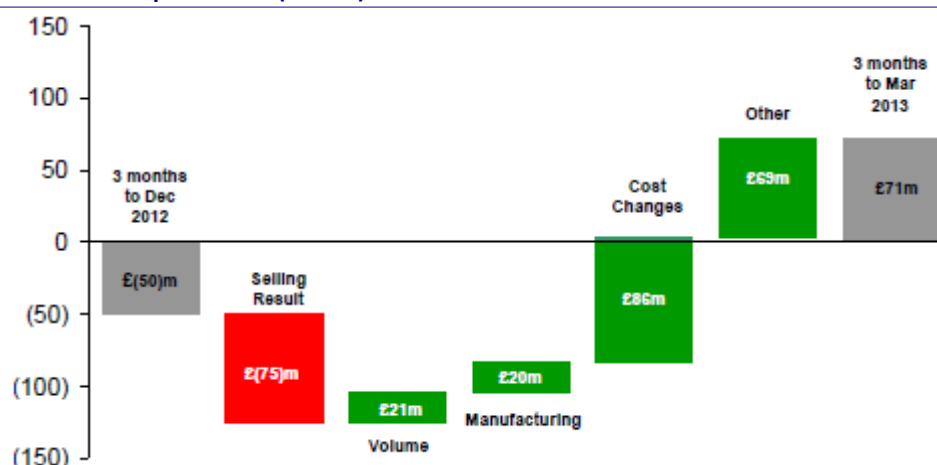 150
100
50
0
(50)
(100)
(150)
3 months
to Dec
2012
£(50)m
Selling
Result
£(75)m
£21m
Volume
£20m
Manufacturing
Cost
Changes
£86m
Other
£69m
3 months
to Mar
2013
£71m